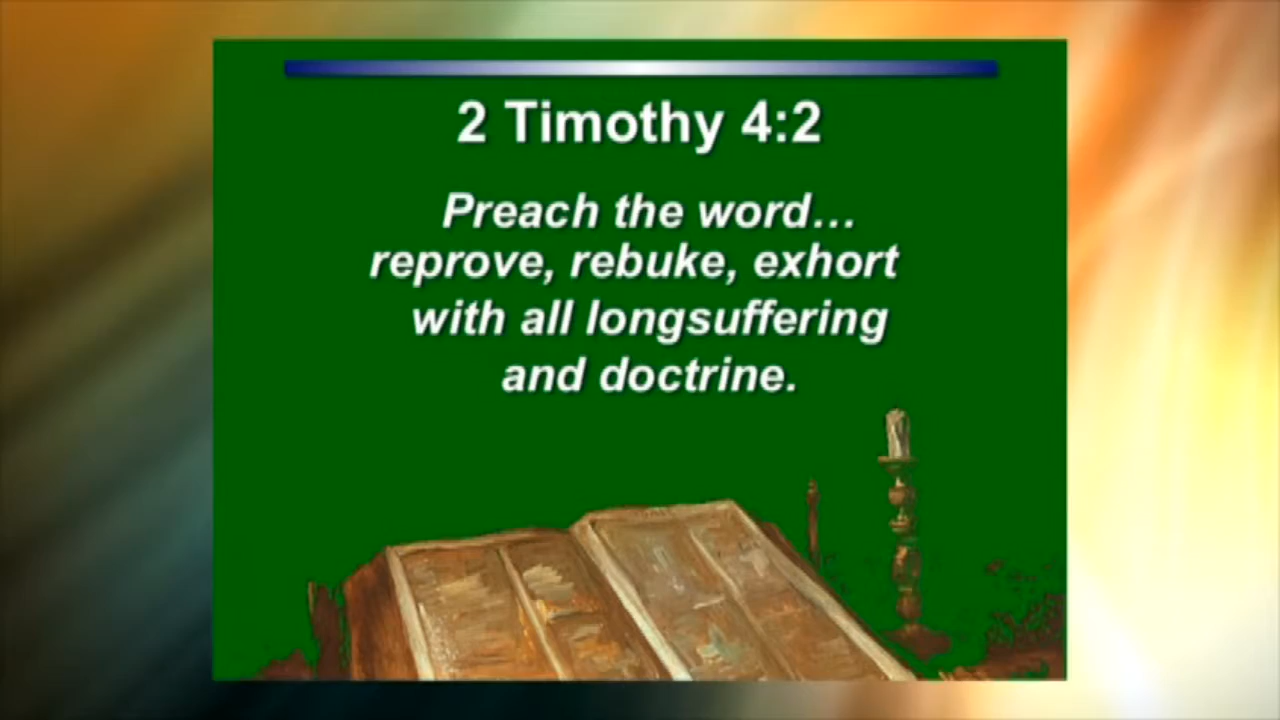 2 Timothy 4:2
Preach the word…
reprove, rebuke, exhort
with all longsuffering
and doctrine.